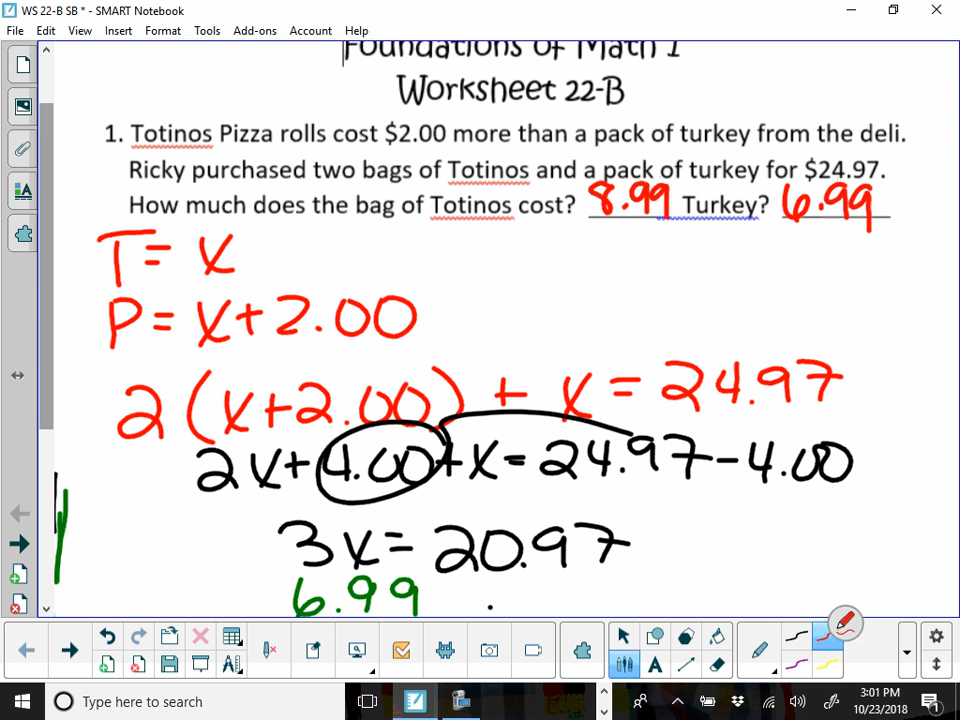 WS 22-B SB * - SMART Notebook
File Edit View Insert Format Tools Add-ons Account Help
Foundations of Math 1
Worksheet 22-B
1. Totinos Pizza rolls cost $2.00 more than a pack of turkey from the deli.
Ricky purchased two bags of Totinos and a pack of turkey for $24.97.
How much does the bag of Totinos cost? 8.99 Turkey? 6.99
T = x
P = x + 2.00
2 (x + 2.00) + x = 24.97
2x + 4.00 + x = 24.97 - 4.00
3x = 20.97
6.99
A
Type here to search
3:01 PM
10/23/2018
1